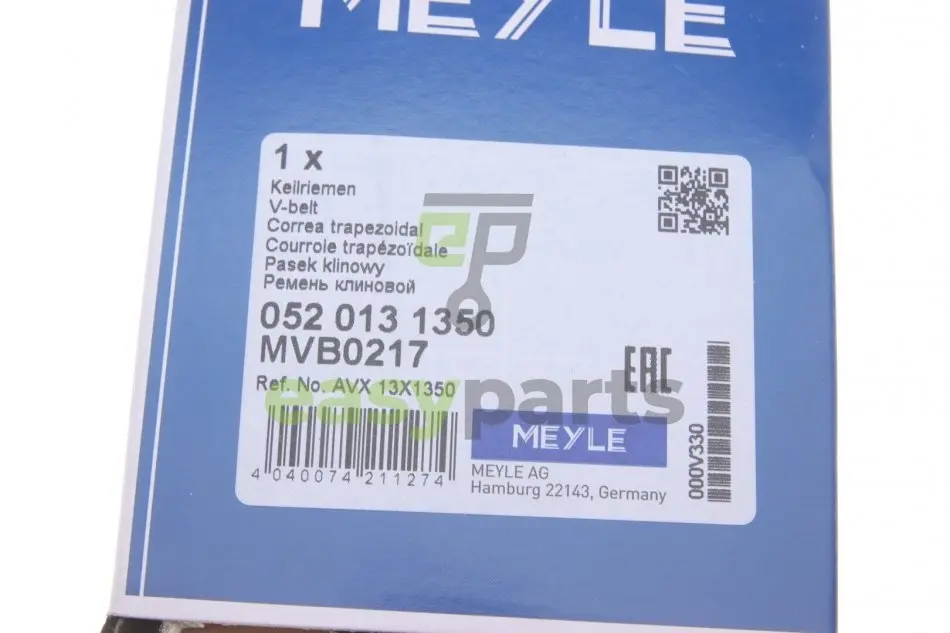 MEYLE
1 x
Keilriemen
V-belt
Correa trapezoidal
Courroie trapézoïdale
Pasek klinowy
Ремень клиновой
052 013 1350
MVB0217
Ref. No. AVX 13X1350
EAC
easyparts
MEYLE
4 040074 211274
MEYLE AG
Hamburg 22143, Germany
000V330